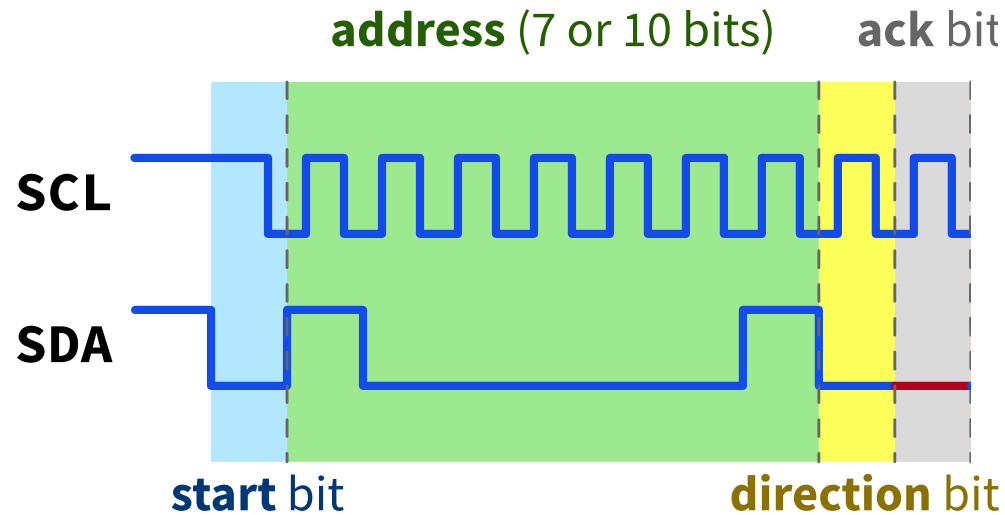 address (7 or 10 bits) ack bit
SCL
SDA
start bit direction bit